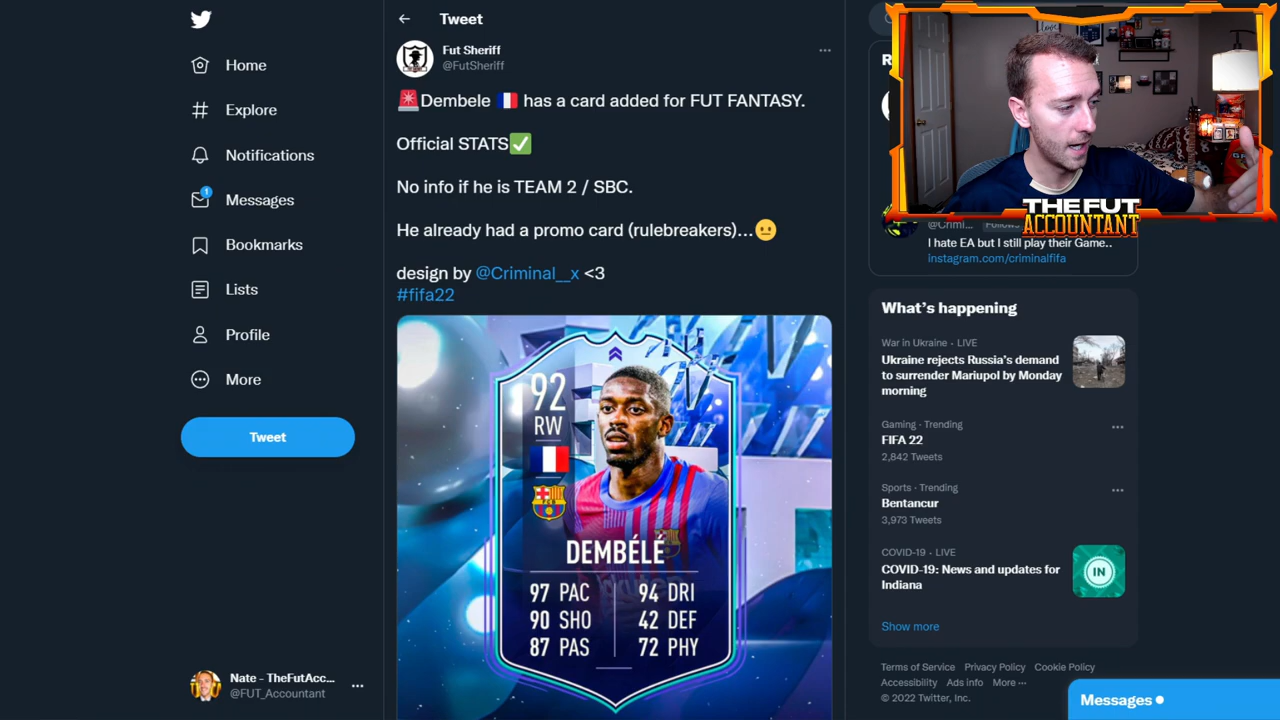 Home
Explore
Notifications
1
Messages
Bookmarks
Lists
Profile
More
Tweet
Nate - TheFutAcc...
@FUT_Accountant
Tweet
Fut Sheriff
@FutSheriff
🚨Dembele 🇫🇷 has a card added for FUT FANTASY.
Official STATS✅
No info if he is TEAM 2 / SBC.
He already had a promo card (rulebreakers)...😐
design by @Criminal__x <3
#fifa22
92
RW
DEMBÉLÉ
97 PAC 94 DRI
90 SHO 42 DEF
87 PAS 72 PHY
THE FUT
ACCOUNTANT
R
@Crimi... Follows
I hate EA but I still play their Game..
instagram.com/criminalfifa
What's happening
War in Ukraine · LIVE
Ukraine rejects Russia's demand
to surrender Mariupol by Monday
morning
Gaming · Trending
FIFA 22
2,842 Tweets
Sports · Trending
Bentancur
3,973 Tweets
COVID-19 · LIVE
COVID-19: News and updates for
Indiana
IN
Show more
Terms of Service Privacy Policy Cookie Policy
Accessibility Ads info More ···
© 2022 Twitter, Inc.
Messages